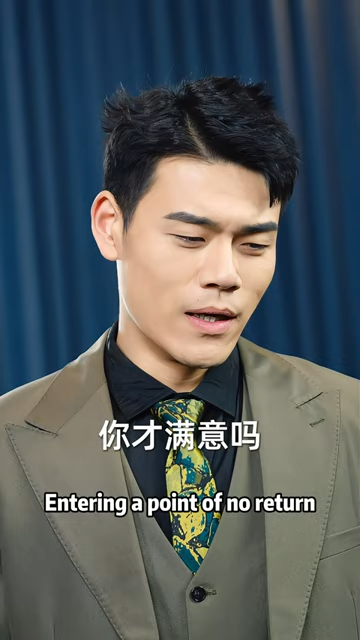 你才满意吗
Entering a point of no return